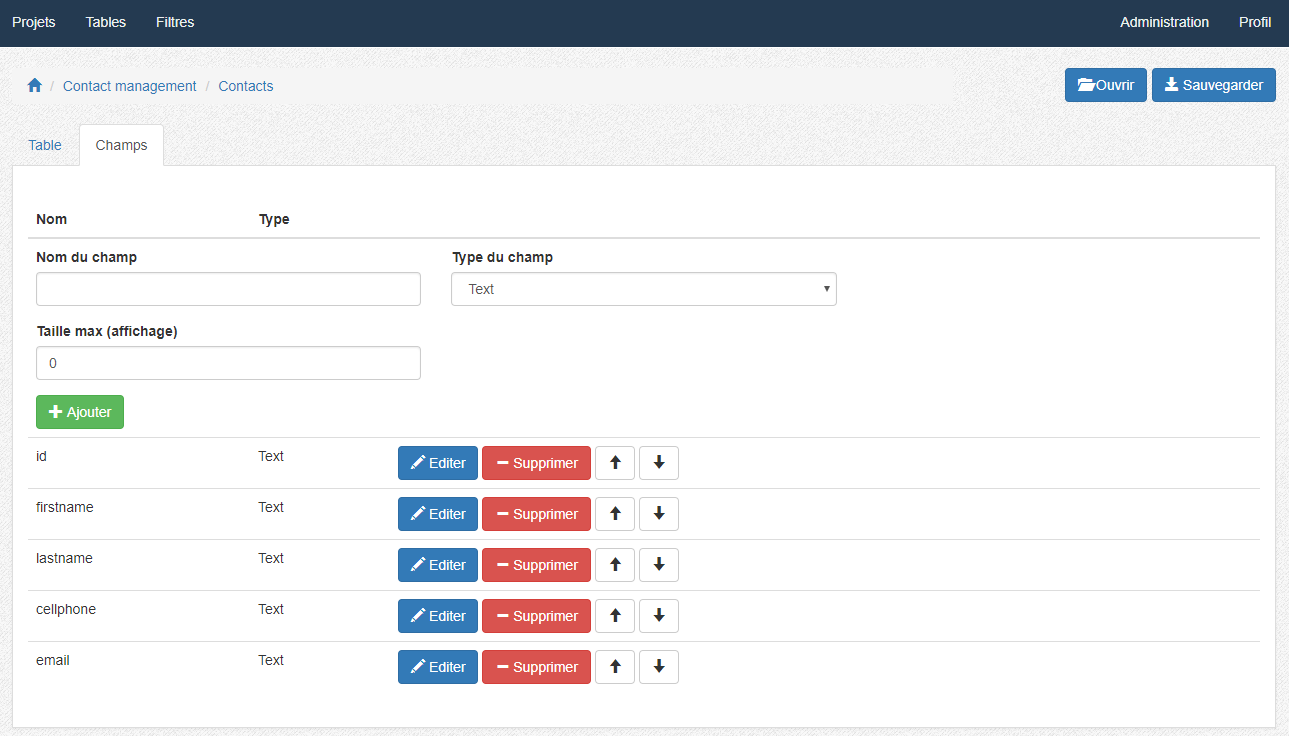 Projets Tables Filtres Administration Profil
/ Contact management / Contacts Ouvrir Sauvegarder
Table Champs
Nom Type
Nom du champ Type du champ
Text
Taille max (affichage)
0
Ajouter
id Text Editer Supprimer
firstname Text Editer Supprimer
lastname Text Editer Supprimer
cellphone Text Editer Supprimer
email Text Editer Supprimer